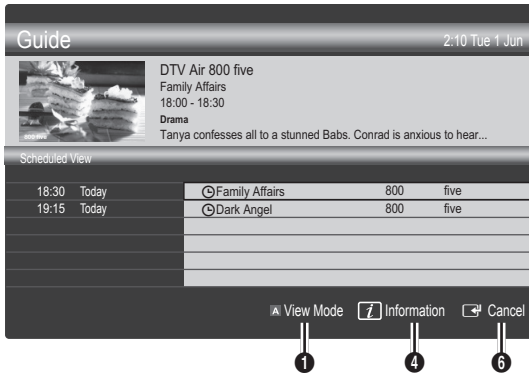 Guide
2:10 Tue 1 Jun
DTV Air 800 five
Family Affairs
18:00 - 18:30
Drama
Tanya confesses all to a stunned Babs. Conrad is anxious to hear...
800 five
Scheduled View
18:30 Today Family Affairs 800 five
19:15 Today Dark Angel 800 five
A View Mode i Information Cancel
1 4 6